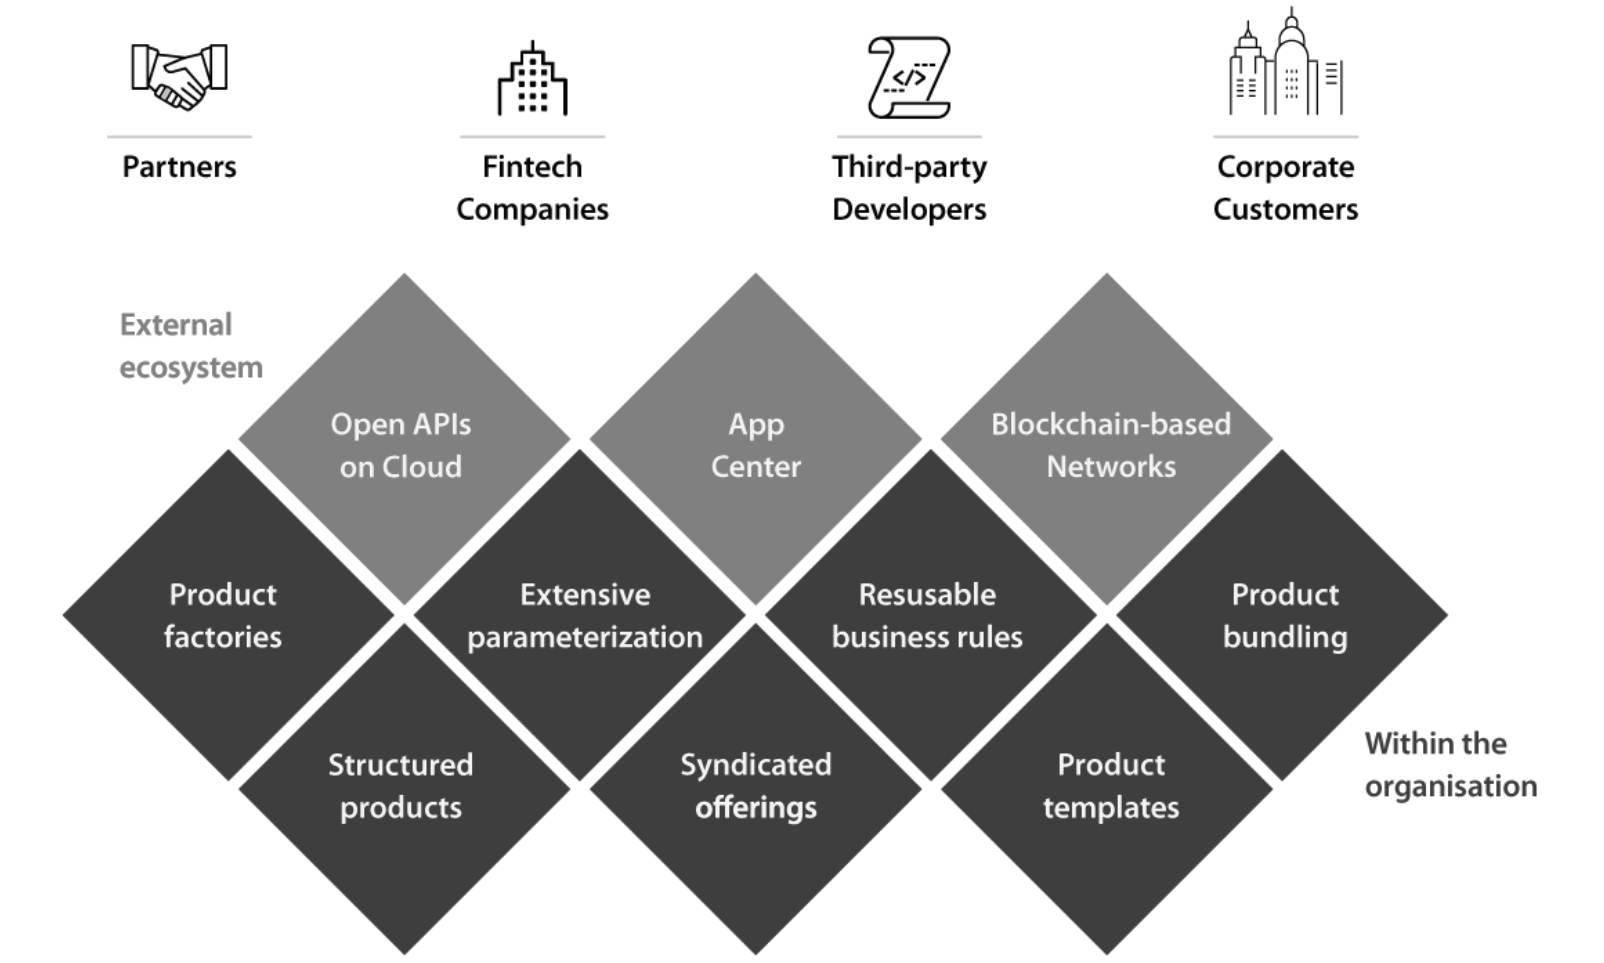 Partners
Fintech
Companies
Third-party
Developers
Corporate
Customers
External
ecosystem
Open APIs
on Cloud
App
Center
Blockchain-based
Networks
Product
factories
Extensive
parameterization
Resusable
business rules
Product
bundling
Structured
products
Syndicated
offerings
Product
templates
Within the
organisation